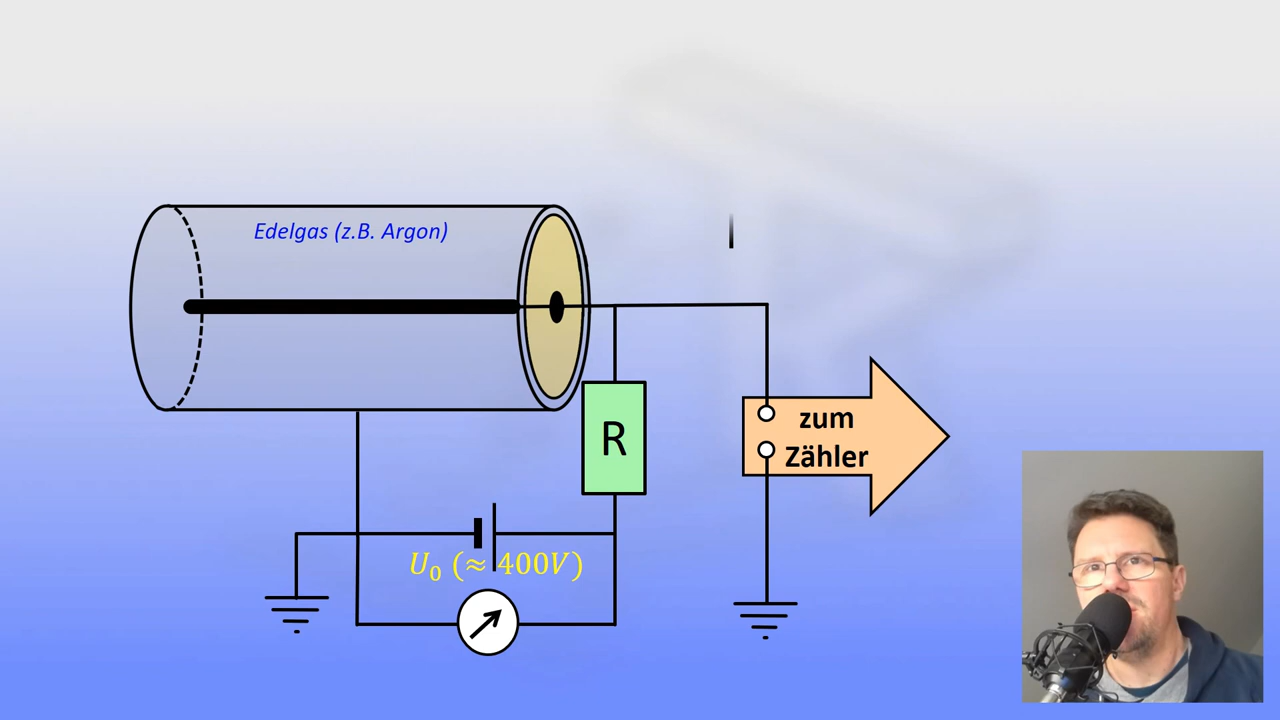 Edelgas (z.B. Argon)
R
zum
Zähler
U₀ (≈ 400V)